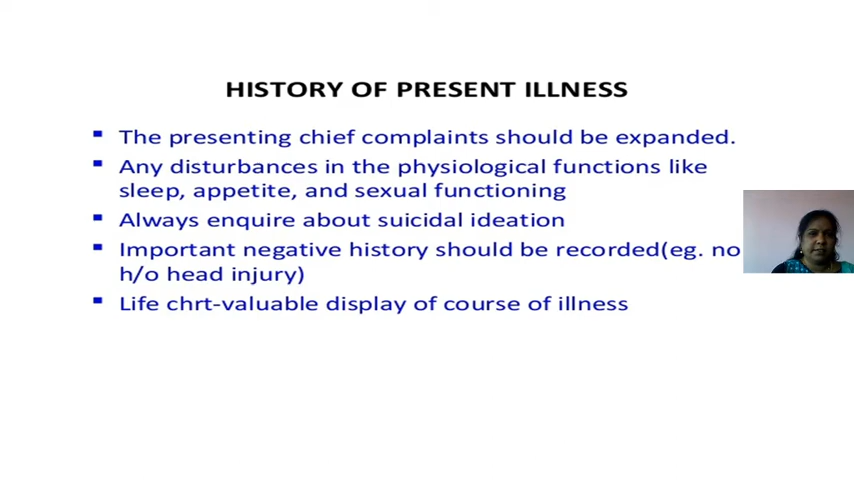 HISTORY OF PRESENT ILLNESS
▪ The presenting chief complaints should be expanded.
▪ Any disturbances in the physiological functions like
sleep, appetite, and sexual functioning
▪ Always enquire about suicidal ideation
▪ Important negative history should be recorded(eg. no
h/o head injury)
▪ Life chrt-valuable display of course of illness